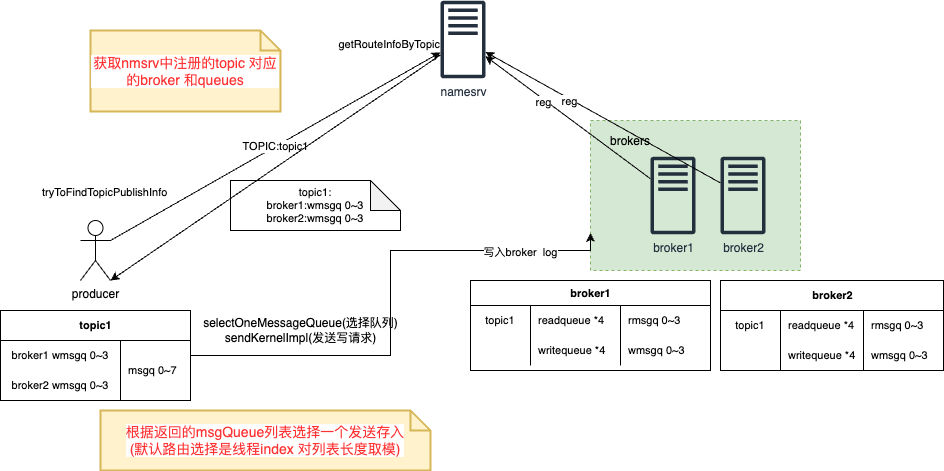 获取nmsrv中注册的topic 对应
的broker 和queues
getRouteInfoByTopic
namesrv
reg
reg
TOPIC:topic1
brokers
tryToFindTopicPublishInfo
topic1:
broker1:wmsgq 0~3
broker2:wmsgq 0~3
broker1
broker2
写入broker log
producer
topic1
broker1 wmsgq 0~3
broker2 wmsgq 0~3
msgq 0~7
selectOneMessageQueue(选择队列)
sendKernelImpl(发送写请求)
broker1
topic1
readqueue *4
rmsgq 0~3
writequeue *4
wmsgq 0~3
broker2
topic1
readqueue *4
rmsgq 0~3
writequeue *4
wmsgq 0~3
根据返回的msgQueue列表选择一个发送存入
(默认路由选择是线程index 对列表长度取模)